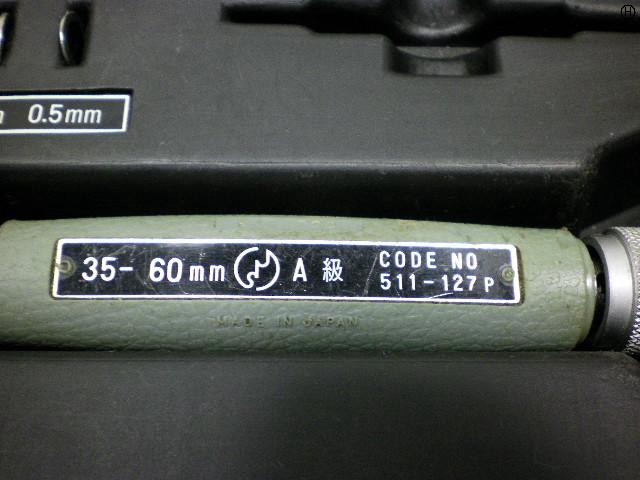 0.5mm
35- 60mm A 級 CODE NO
511-127P
MADE IN JAPAN
H